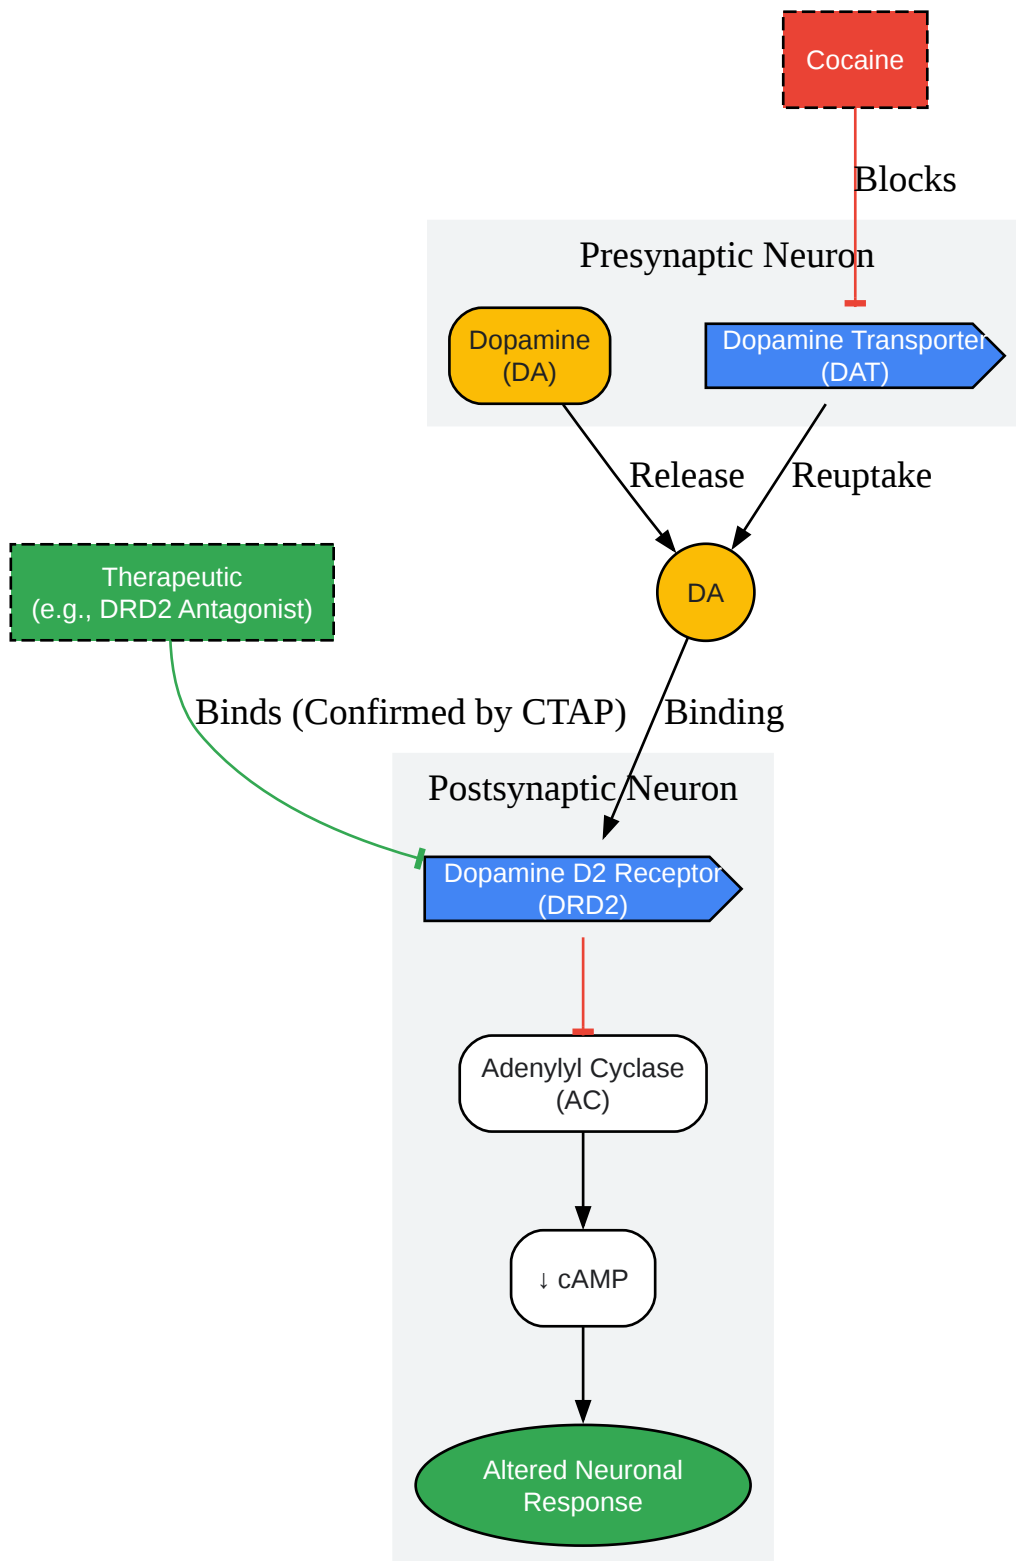 Cocaine
Blocks
Presynaptic Neuron
Dopamine
(DA)
Dopamine Transporter
(DAT)
Release
Reuptake
Therapeutic
(e.g., DRD2 Antagonist)
DA
Binds (Confirmed by CTAP)
Binding
Postsynaptic Neuron
Dopamine D2 Receptor
(DRD2)
Adenylyl Cyclase
(AC)
↓ cAMP
Altered Neuronal
Response